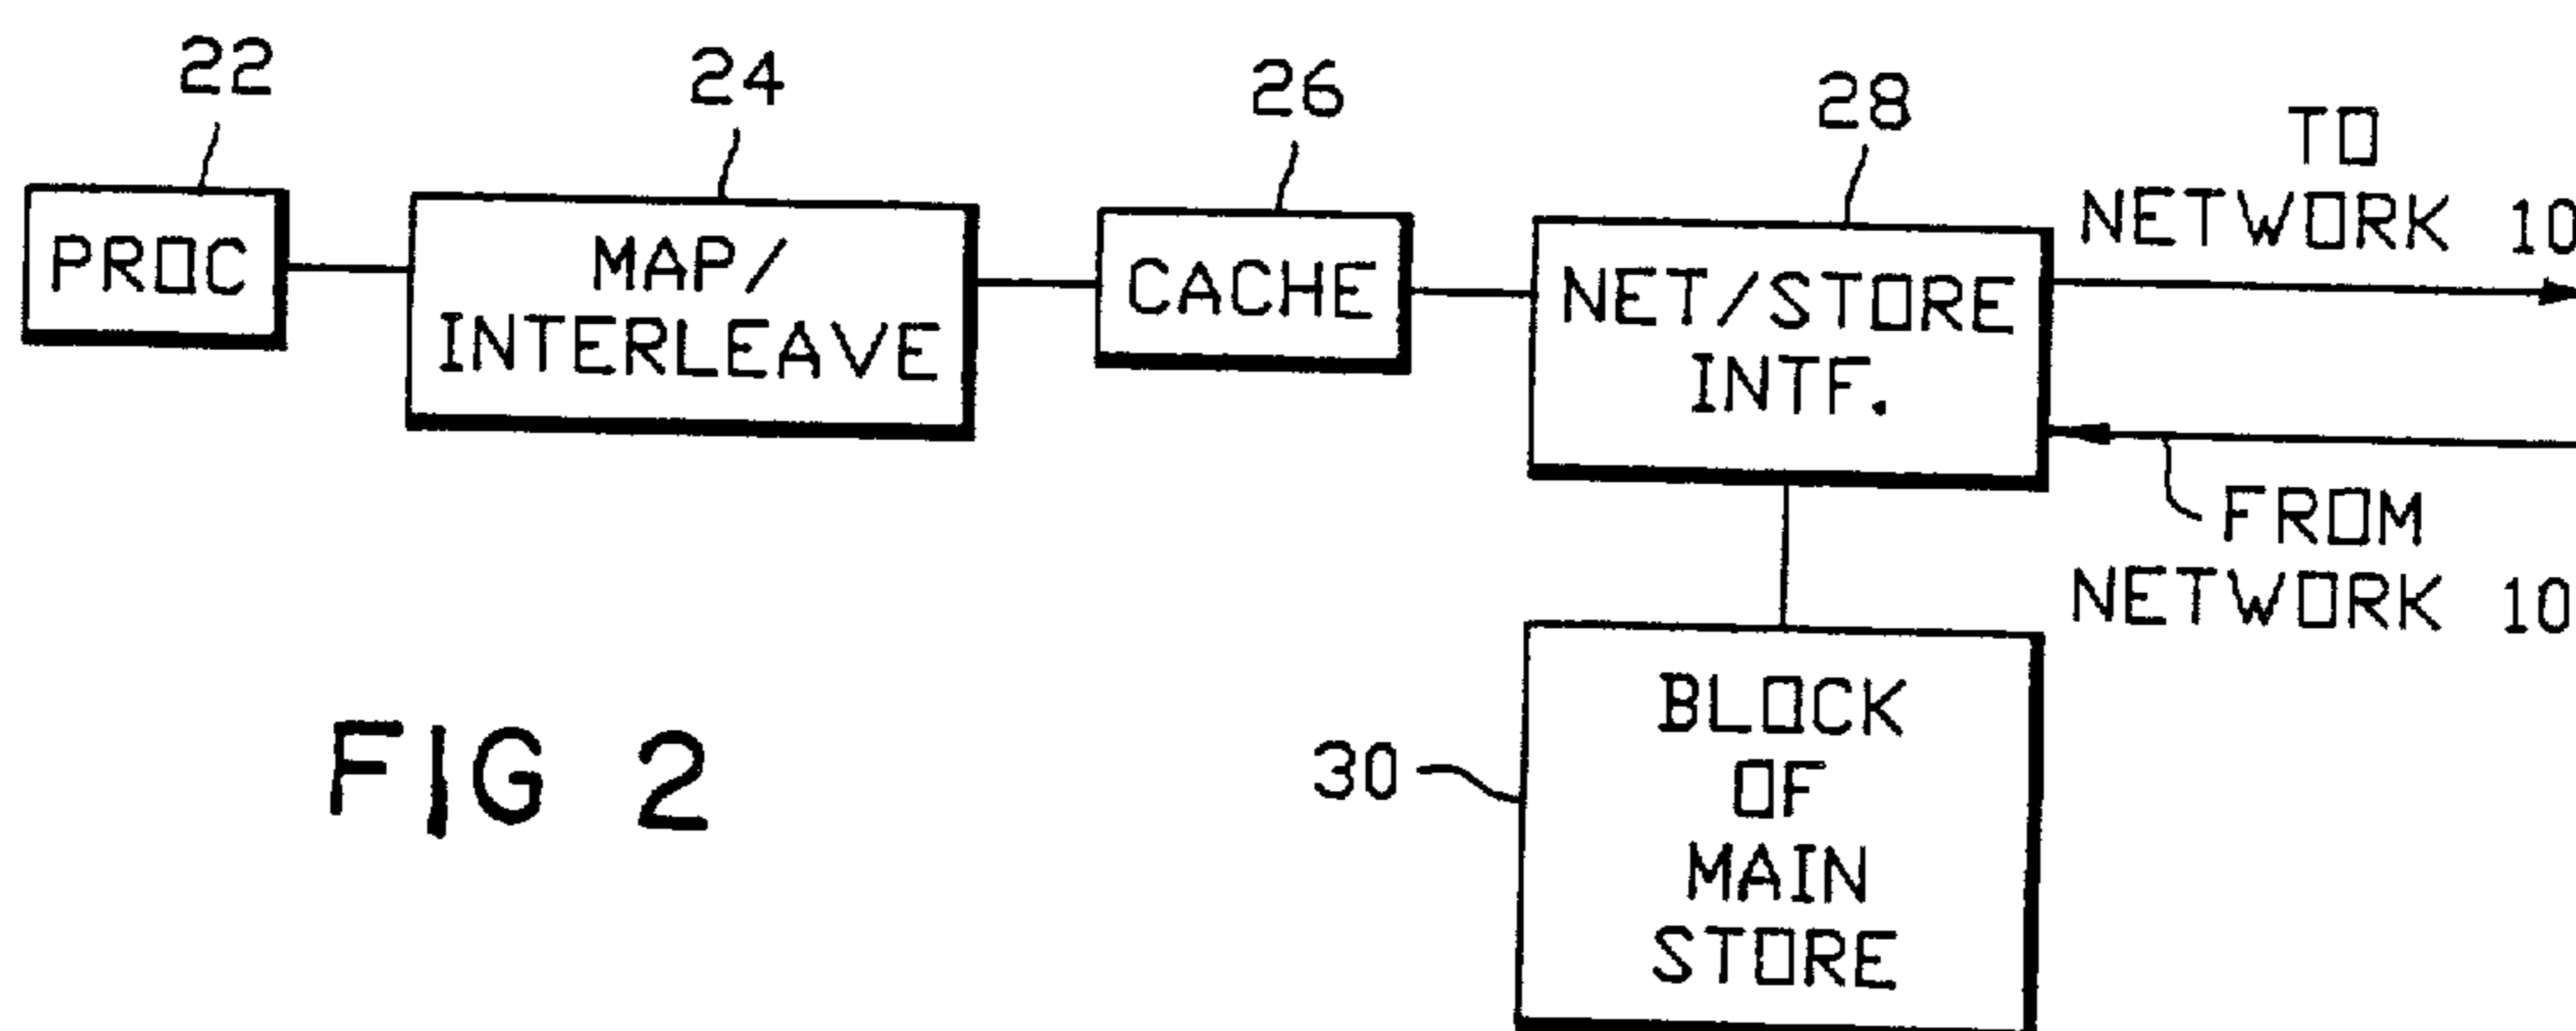 22
24
26
28
PROC
MAP/
INTERLEAVE
CACHE
NET/STORE
INTF.
TO
NETWORK 10
FROM
NETWORK 10
30
BLOCK
OF
MAIN
STORE
FIG 2